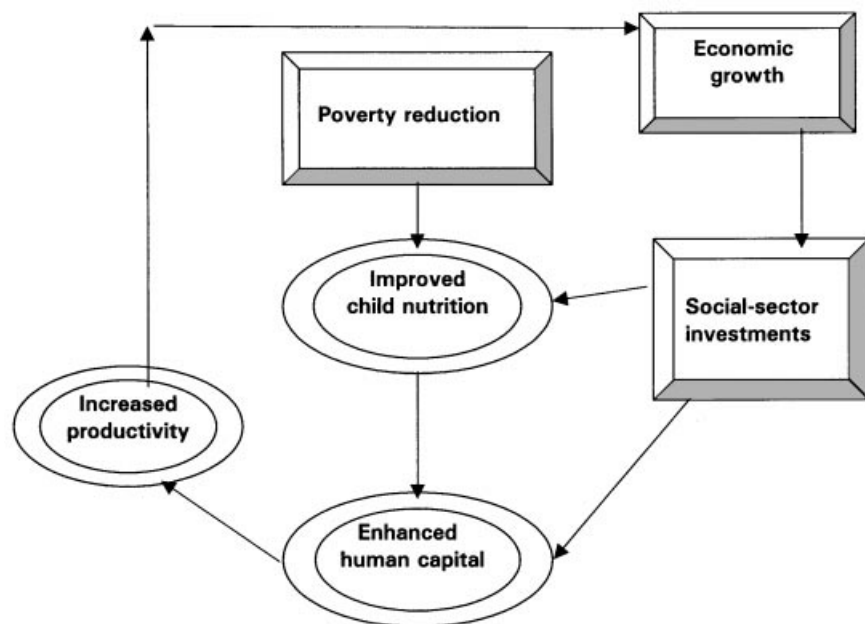 Economic
growth
Poverty reduction
Improved
child nutrition
Social-sector
investments
Increased
productivity
Enhanced
human capital